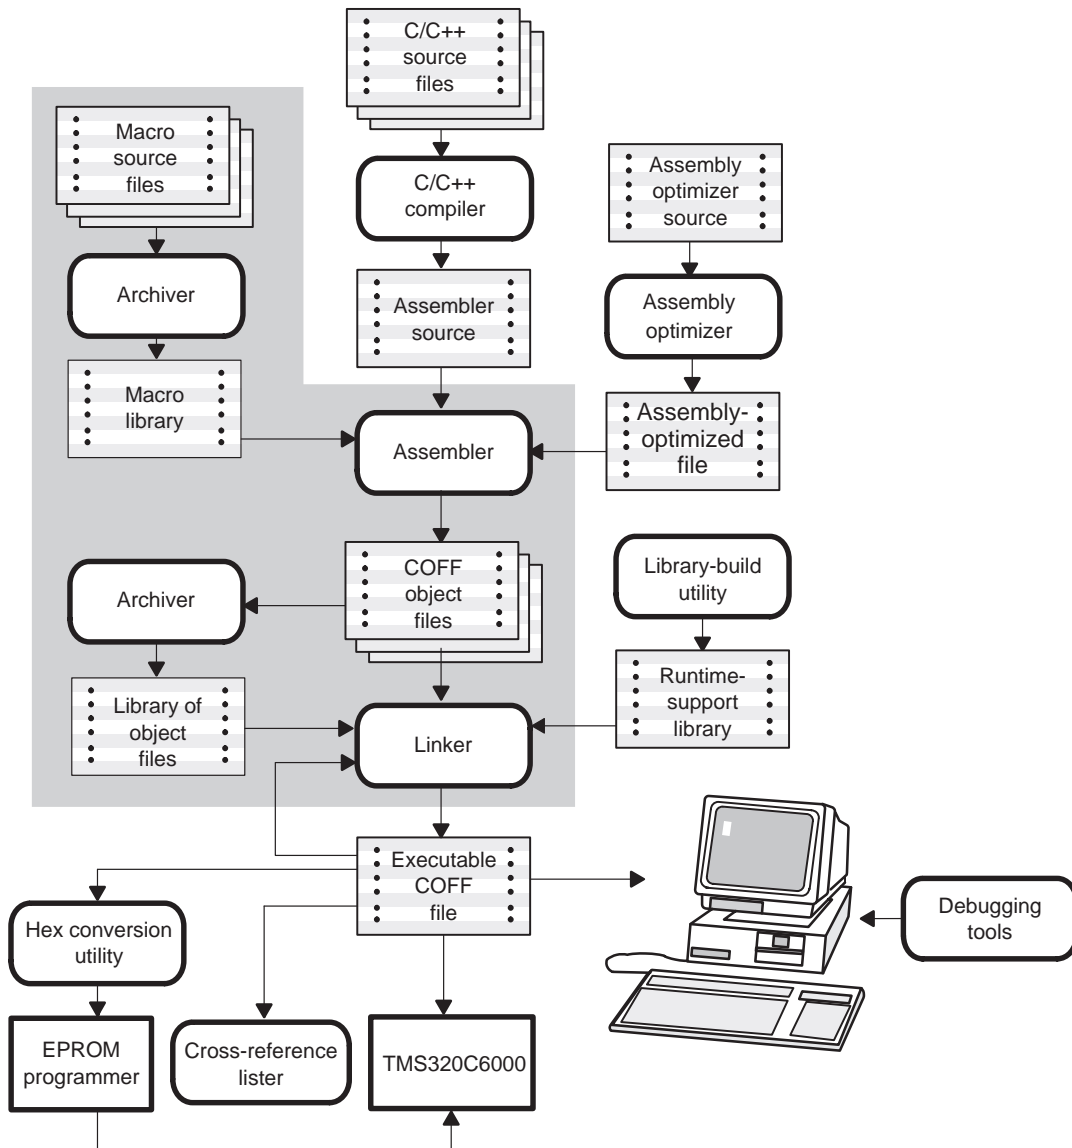 C/C++
source
files
Macro
source
files
C/C++
compiler
Assembly
optimizer
source
Archiver
Assembler
source
Assembly
optimizer
Macro
library
Assembler
Assembly-
optimized
file
Archiver
COFF
object
files
Library-build
utility
Library of
object
files
Linker
Runtime-
support
library
Executable
COFF
file
Debugging
tools
Hex conversion
utility
EPROM
programmer
Cross-reference
lister
TMS320C6000